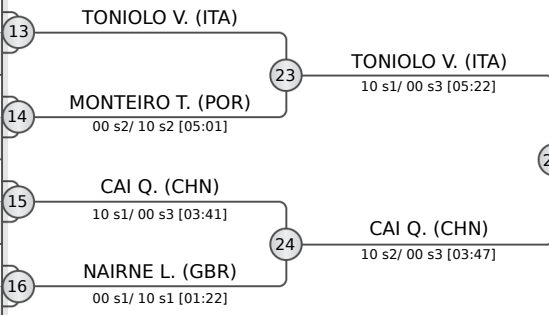 TONIOLO V. (ITA)
13
TONIOLO V. (ITA)
23
10 s1/ 00 s3 [05:22]
MONTEIRO T. (POR)
14
00 s2/ 10 s2 [05:01]
CAI Q. (CHN)
15
10 s1/ 00 s3 [03:41]
CAI Q. (CHN)
24
10 s2/ 00 s3 [03:47]
NAIRNE L. (GBR)
16
00 s1/ 10 s1 [01:22]